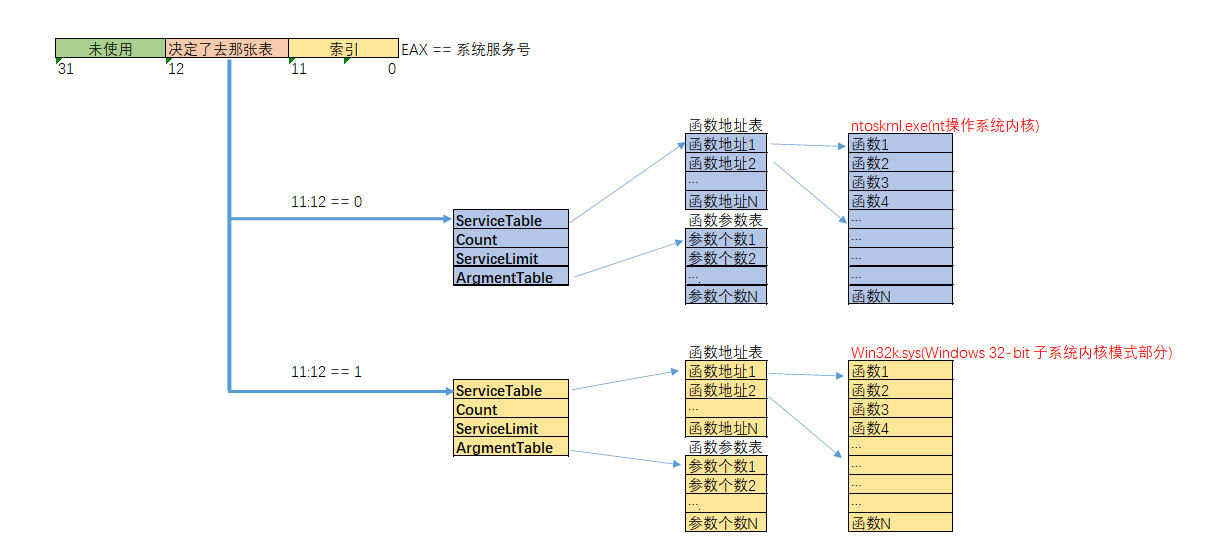 未使用 决定了去那张表 索引 EAX == 系统服务号
31 12 11 0
函数地址表
函数地址1
函数地址2
...
函数地址N
函数参数表
参数个数1
参数个数2
...
参数个数N
ntoskrnl.exe(nt操作系统内核)
函数1
函数2
函数3
函数4
...
...
...
...
函数N
11:12 == 0
ServiceTable
Count
ServiceLimit
ArgmentTable
函数地址表
函数地址1
函数地址2
...
函数地址N
函数参数表
参数个数1
参数个数2
...
参数个数N
Win32k.sys(Windows 32-bit 子系统内核模式部分)
函数1
函数2
函数3
函数4
...
...
...
...
函数N
11:12 == 1
ServiceTable
Count
ServiceLimit
ArgmentTable